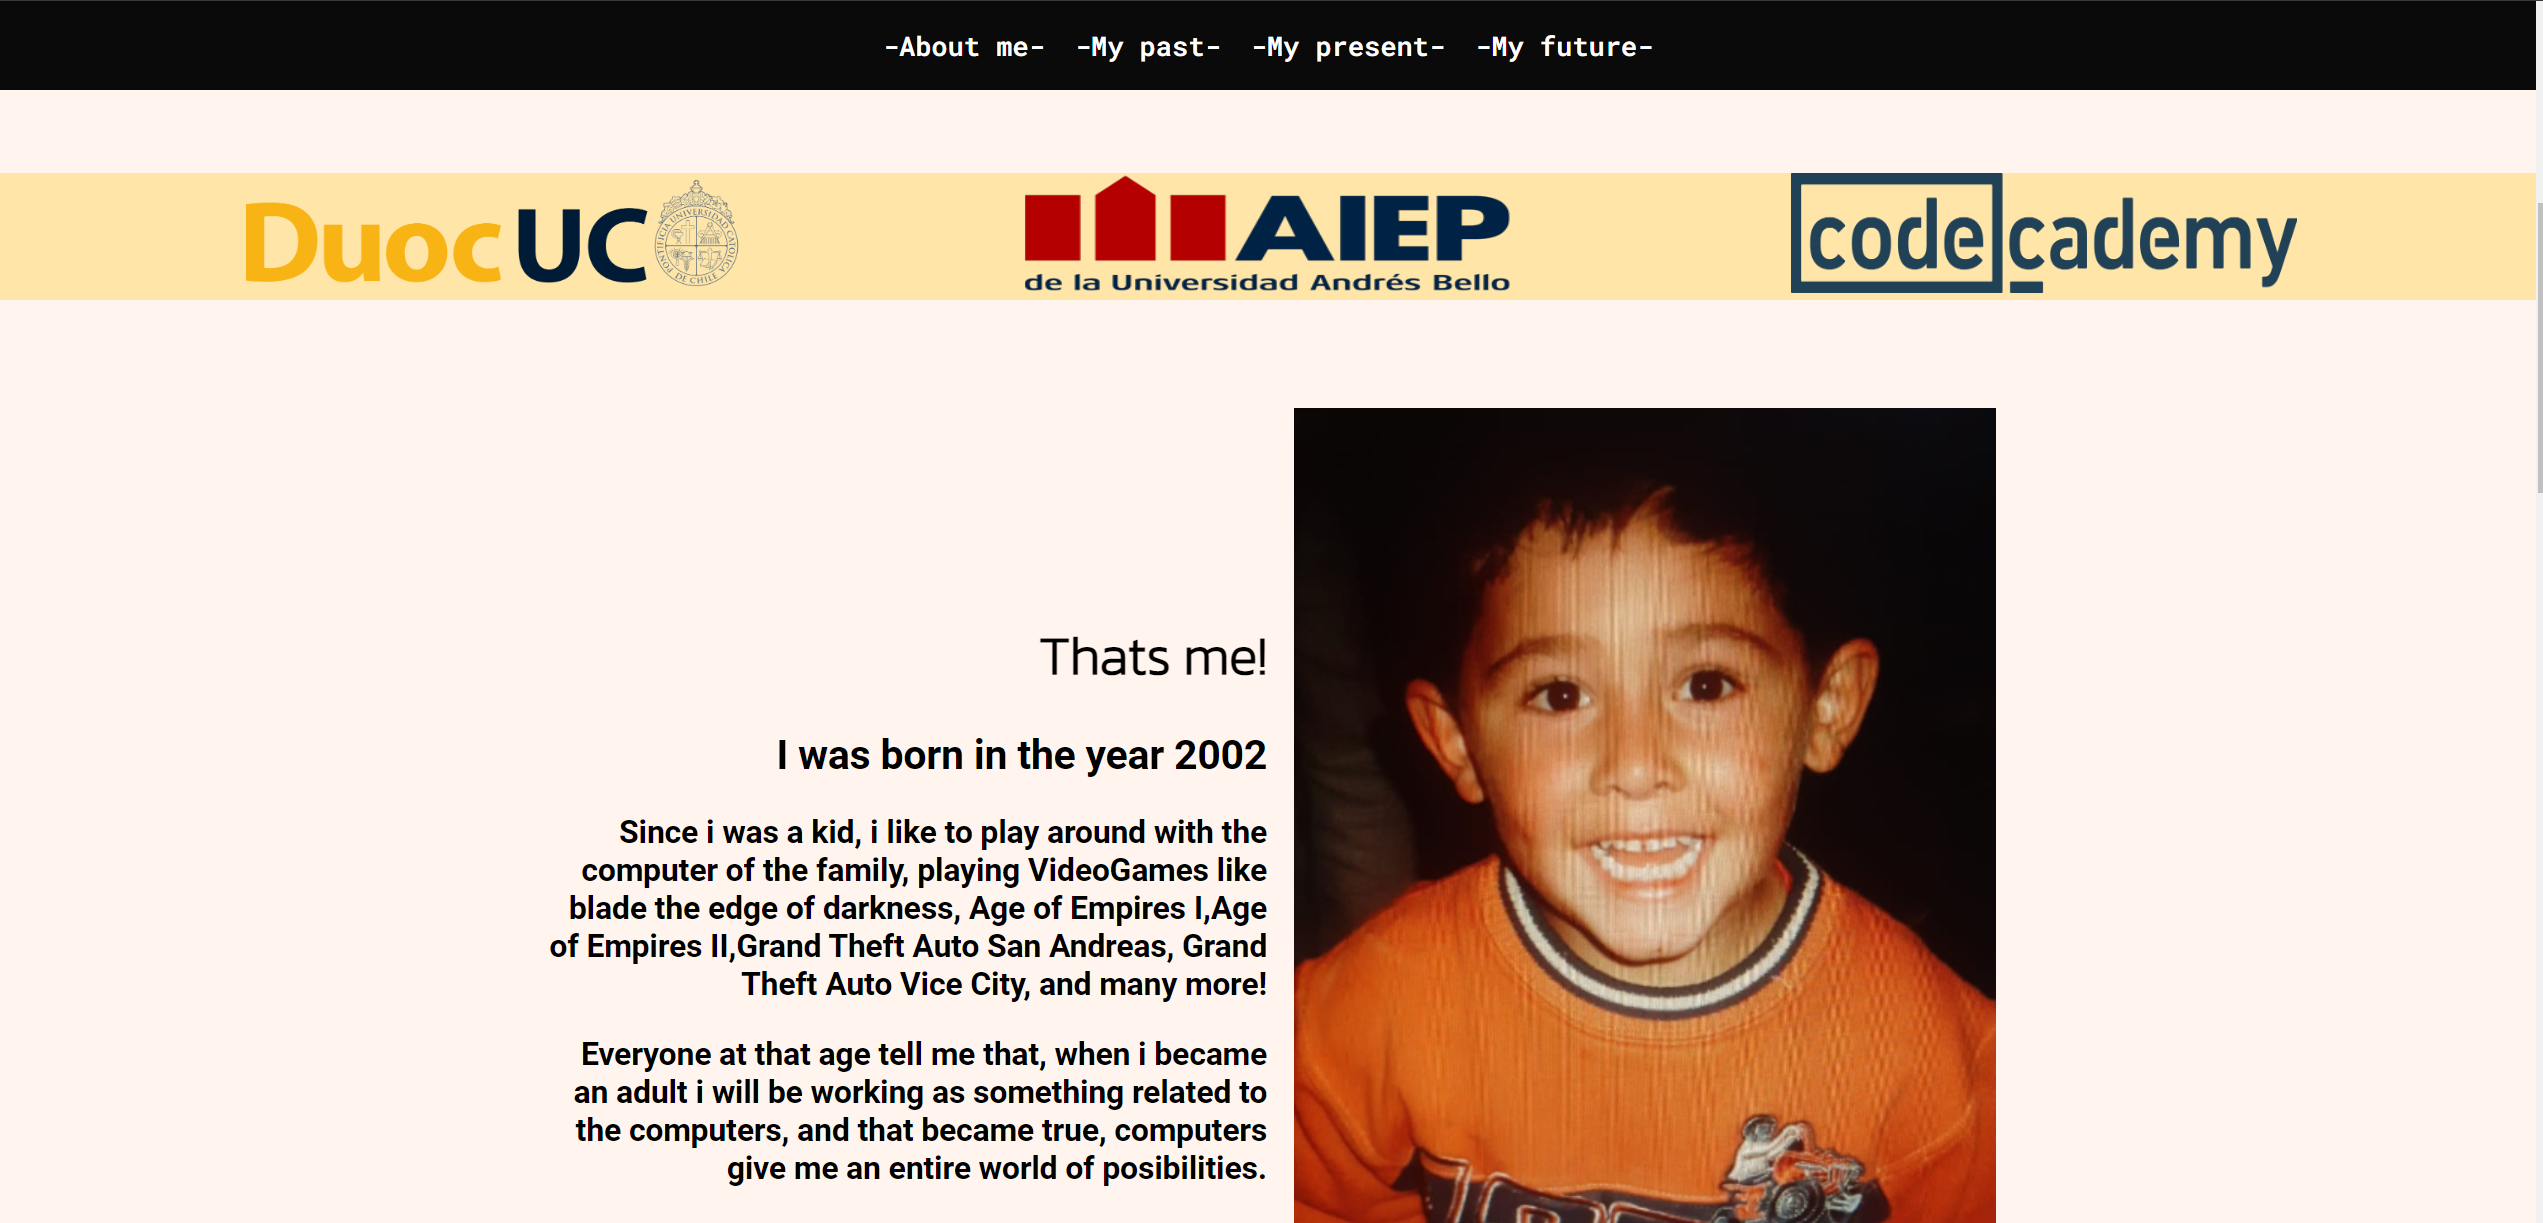 -About me- -My past- -My present- -My future-
Duoc UC
PONTIFICIA UNIVERSIDAD CATOLICA DE CHILE
AIEP
de la Universidad Andrés Bello
codecademy
Thats me!
I was born in the year 2002
Since i was a kid, i like to play around with the
computer of the family, playing VideoGames like
blade the edge of darkness, Age of Empires I,Age
of Empires II,Grand Theft Auto San Andreas, Grand
Theft Auto Vice City, and many more!
Everyone at that age tell me that, when i became
an adult i will be working as something related to
the computers, and that became true, computers
give me an entire world of posibilities.